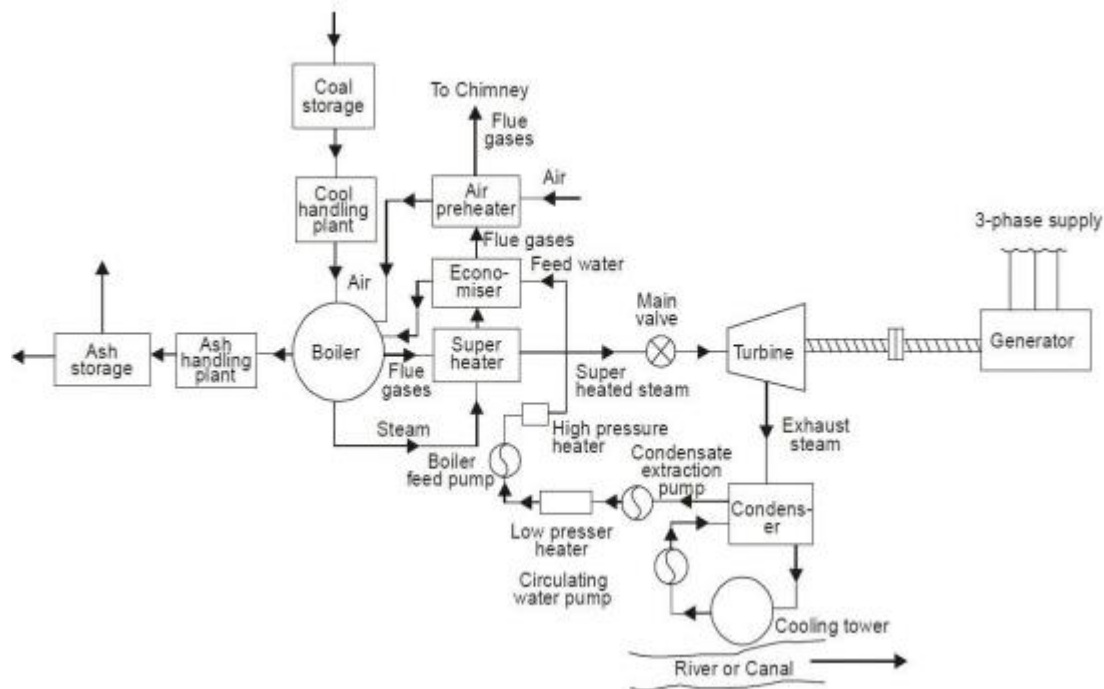 Coal
storage
To Chimney
Flue
gases
Cool
handling
plant
Air
preheater
Air
3-phase supply
Flue gases
Feed water
Air
Econo-
miser
Main
valve
Boiler
Super
heater
Turbine
Generator
Ash
storage
Ash
handling
plant
Flue
gases
Super
heated steam
Steam
High pressure
heater
Exhaust
steam
Boiler
feed pump
Condensate
extraction
pump
Condens-
er
Low presser
heater
Circulating
water pump
Cooling tower
River or Canal